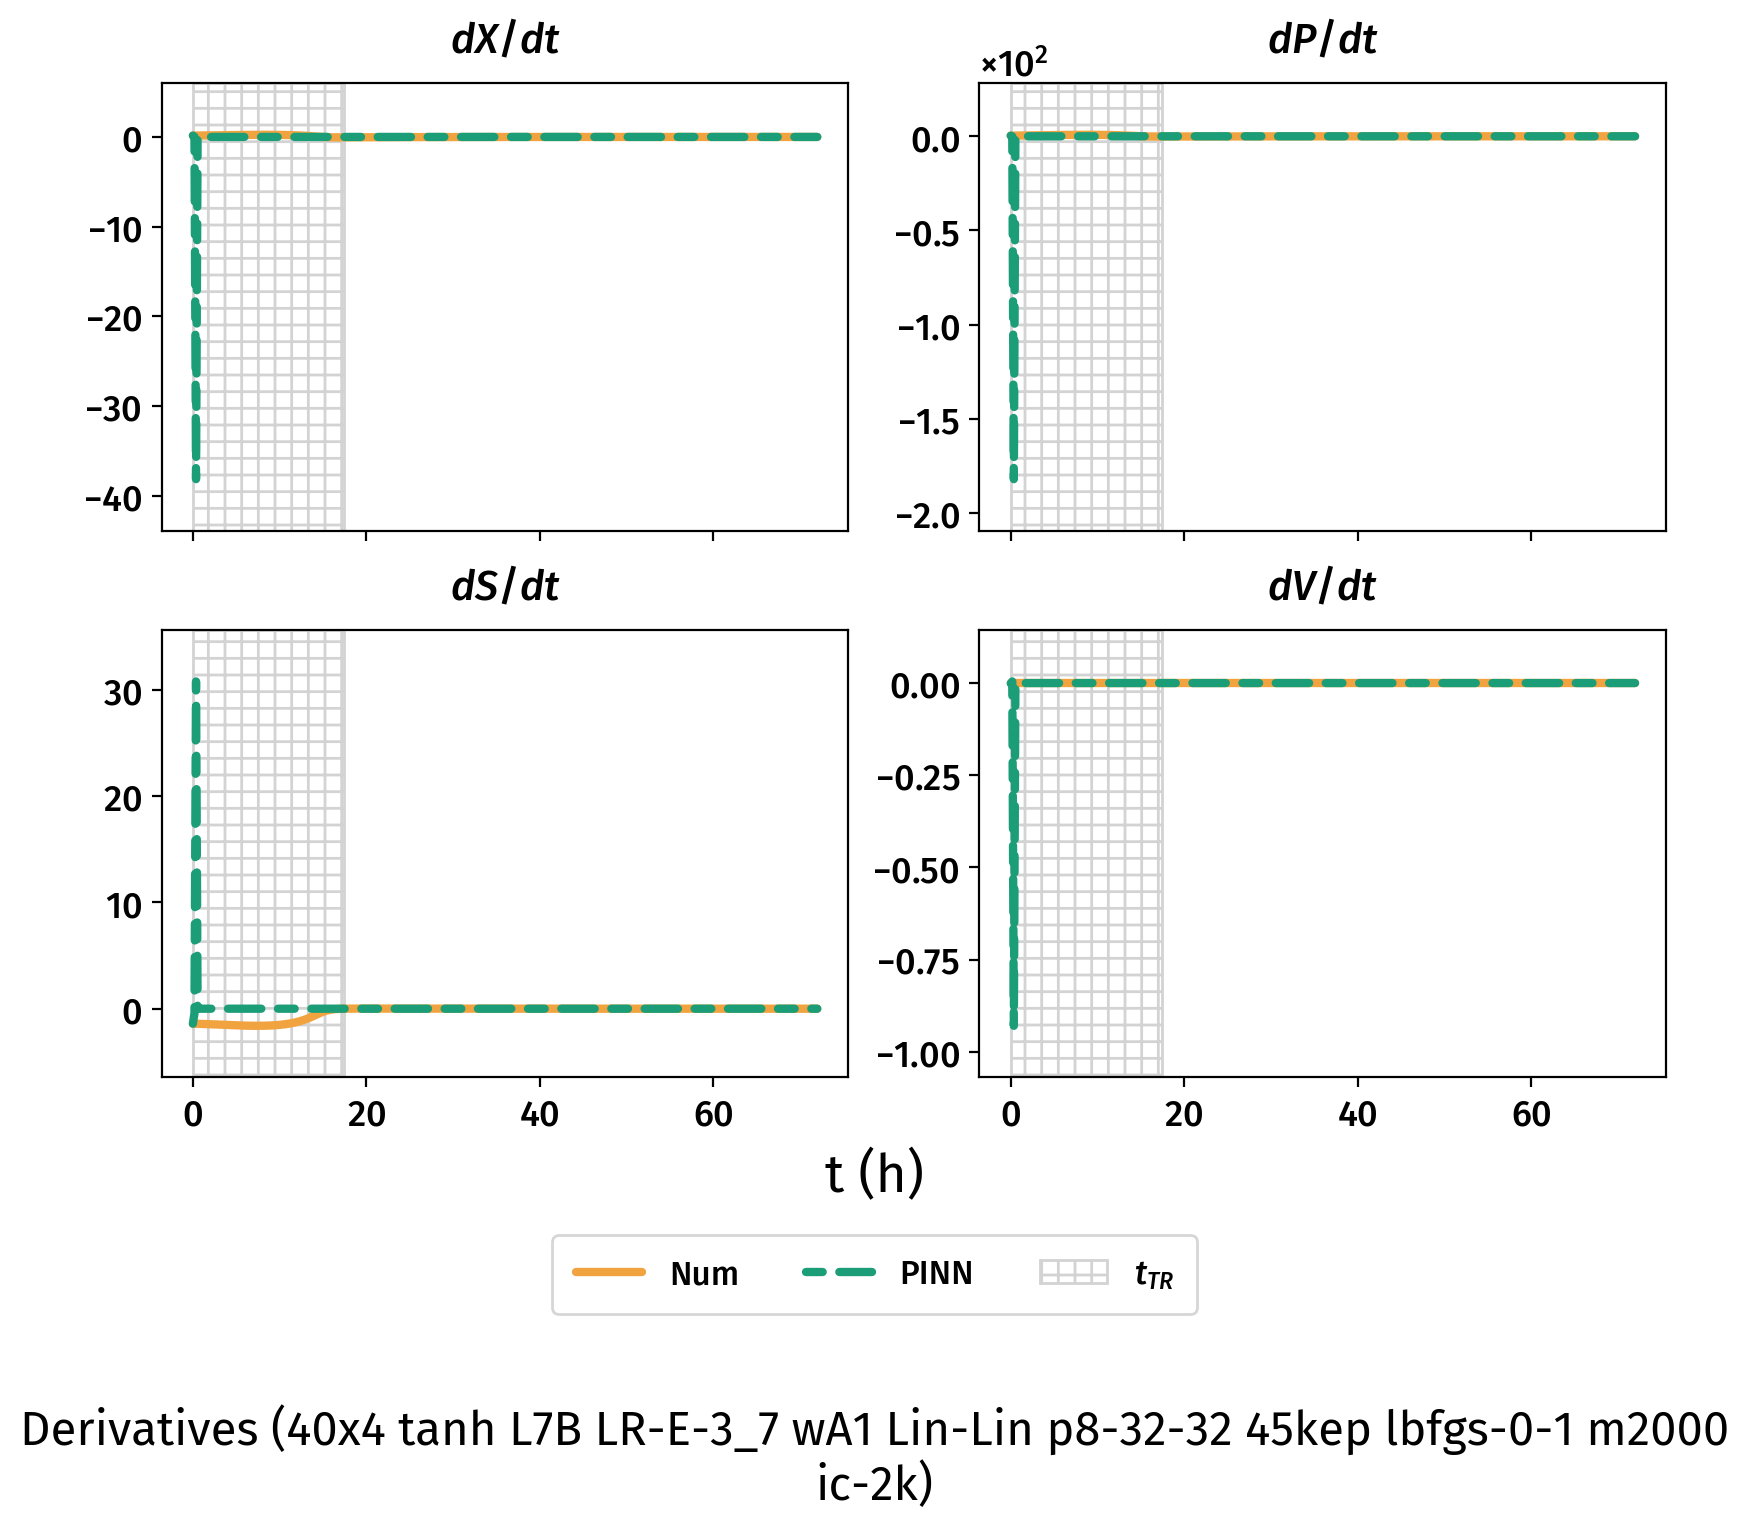 dX/dt
dP/dt
×10²
0
−10
−20
−30
−40
0.0
−0.5
−1.0
−1.5
−2.0
dS/dt
dV/dt
30
20
10
0
0.00
−0.25
−0.50
−0.75
−1.00
0 20 40 60
0 20 40 60
t (h)
Num PINN t_TR
Derivatives (40x4 tanh L7B LR-E-3_7 wA1 Lin-Lin p8-32-32 45kep lbfgs-0-1 m2000
ic-2k)